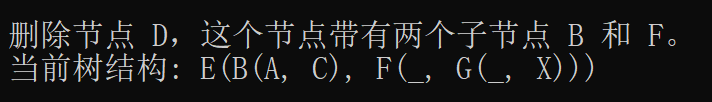 删除节点 D，这个节点带有两个子节点 B 和 F。
当前树结构: E(B(A, C), F(_, G(_, X)))